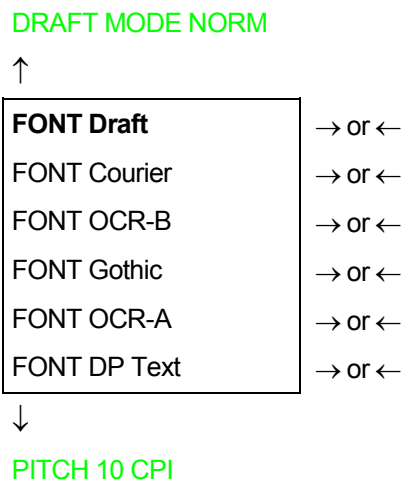 DRAFT MODE NORM
↑
FONT Draft → or ←
FONT Courier → or ←
FONT OCR-B → or ←
FONT Gothic → or ←
FONT OCR-A → or ←
FONT DP Text → or ←
↓
PITCH 10 CPI